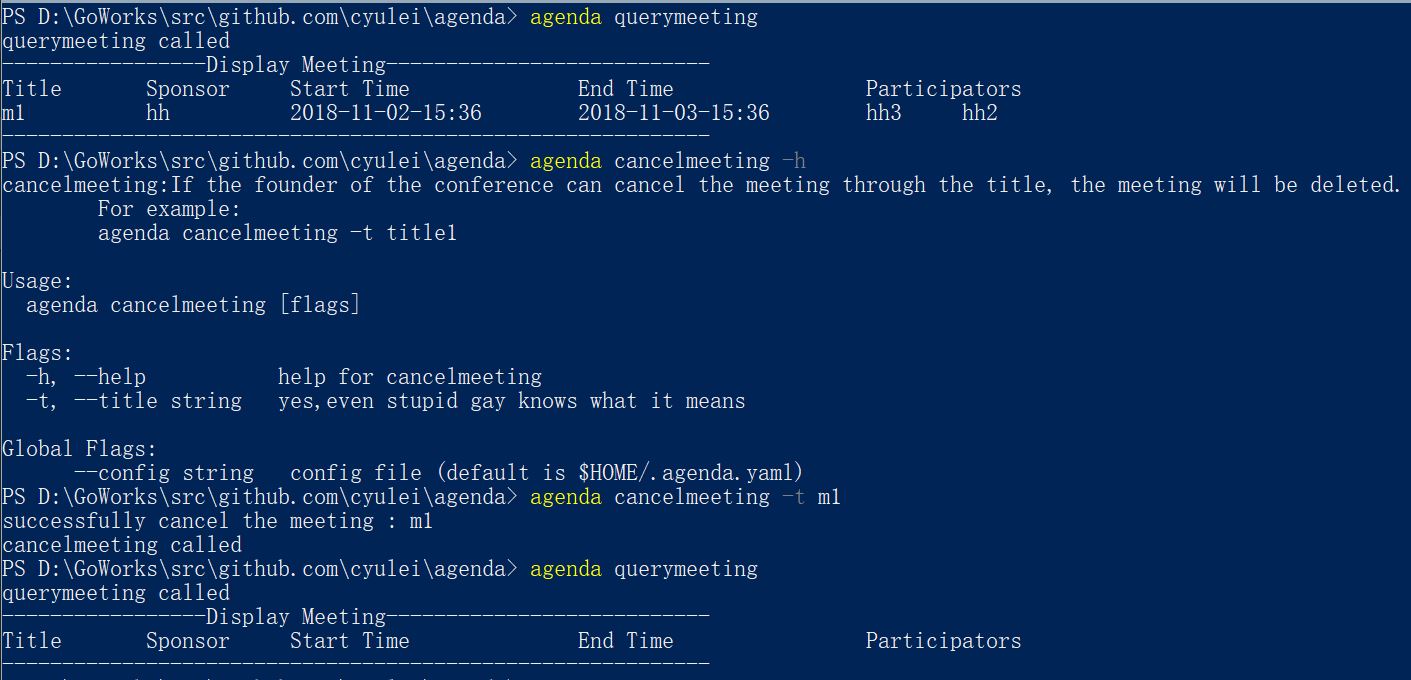 PS D:\GoWorks\src\github.com\cyulei\agenda> agenda querymeeting
querymeeting called
-----------------Display Meeting---------------------------
Title       Sponsor     Start Time              End Time                Participators
m1          hh          2018-11-02-15:36        2018-11-03-15:36        hh3     hh2
-----------------------------------------------------------
PS D:\GoWorks\src\github.com\cyulei\agenda> agenda cancelmeeting -h
cancelmeeting:If the founder of the conference can cancel the meeting through the title, the meeting will be deleted.
        For example:
        agenda cancelmeeting -t title1

Usage:
  agenda cancelmeeting [flags]

Flags:
  -h, --help           help for cancelmeeting
  -t, --title string   yes,even stupid gay knows what it means

Global Flags:
      --config string   config file (default is $HOME/.agenda.yaml)
PS D:\GoWorks\src\github.com\cyulei\agenda> agenda cancelmeeting -t m1
successfully cancel the meeting : m1
cancelmeeting called
PS D:\GoWorks\src\github.com\cyulei\agenda> agenda querymeeting
querymeeting called
-----------------Display Meeting---------------------------
Title       Sponsor     Start Time              End Time                Participators
-----------------------------------------------------------